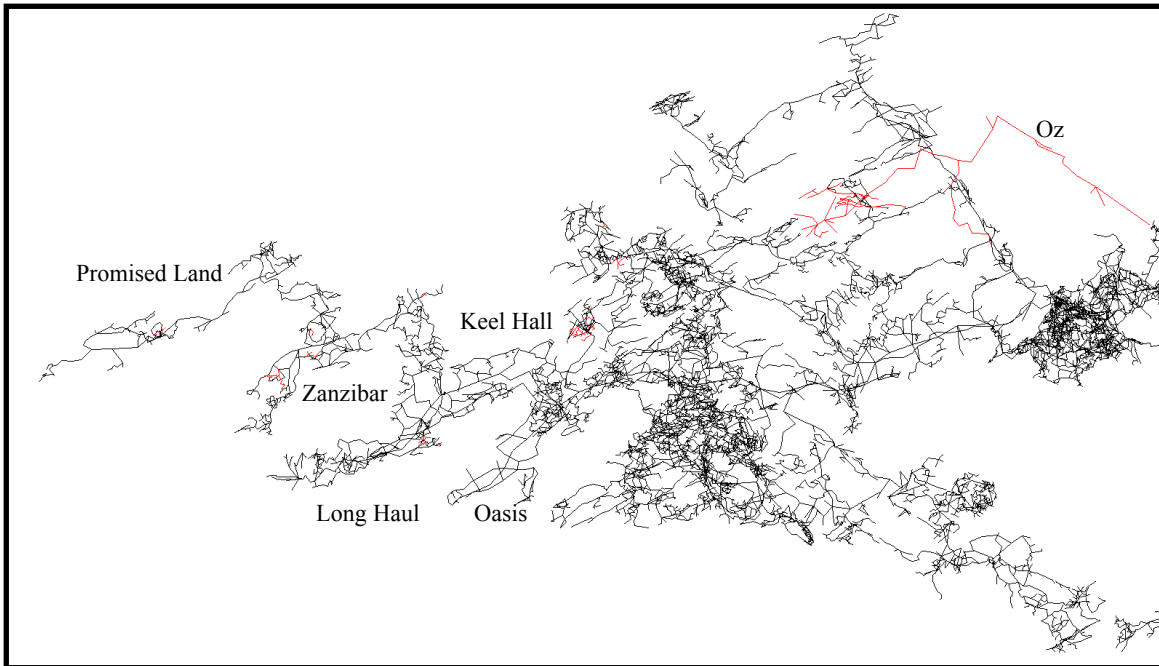 Oz
Promised Land
Keel Hall
Zanzibar
Long Haul
Oasis